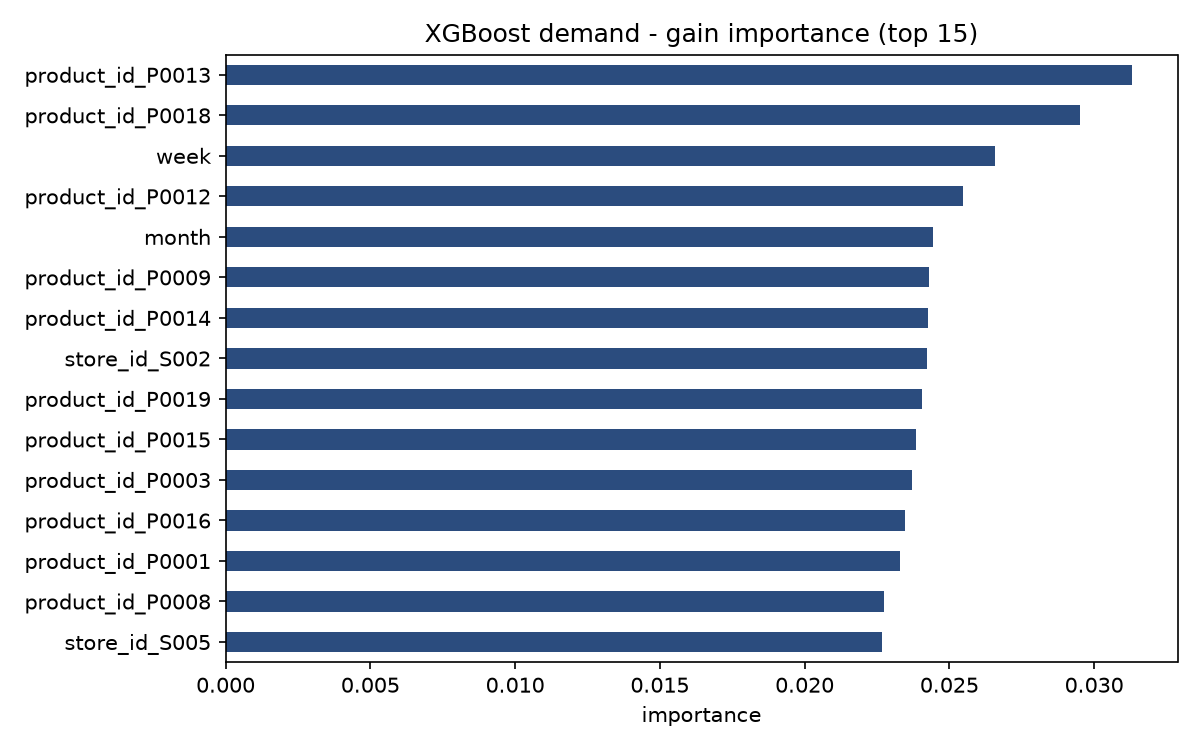 XGBoost demand - gain importance (top 15)
product_id_P0013
product_id_P0018
week
product_id_P0012
month
product_id_P0009
product_id_P0014
store_id_S002
product_id_P0019
product_id_P0015
product_id_P0003
product_id_P0016
product_id_P0001
product_id_P0008
store_id_S005
0.000 0.005 0.010 0.015 0.020 0.025 0.030
importance